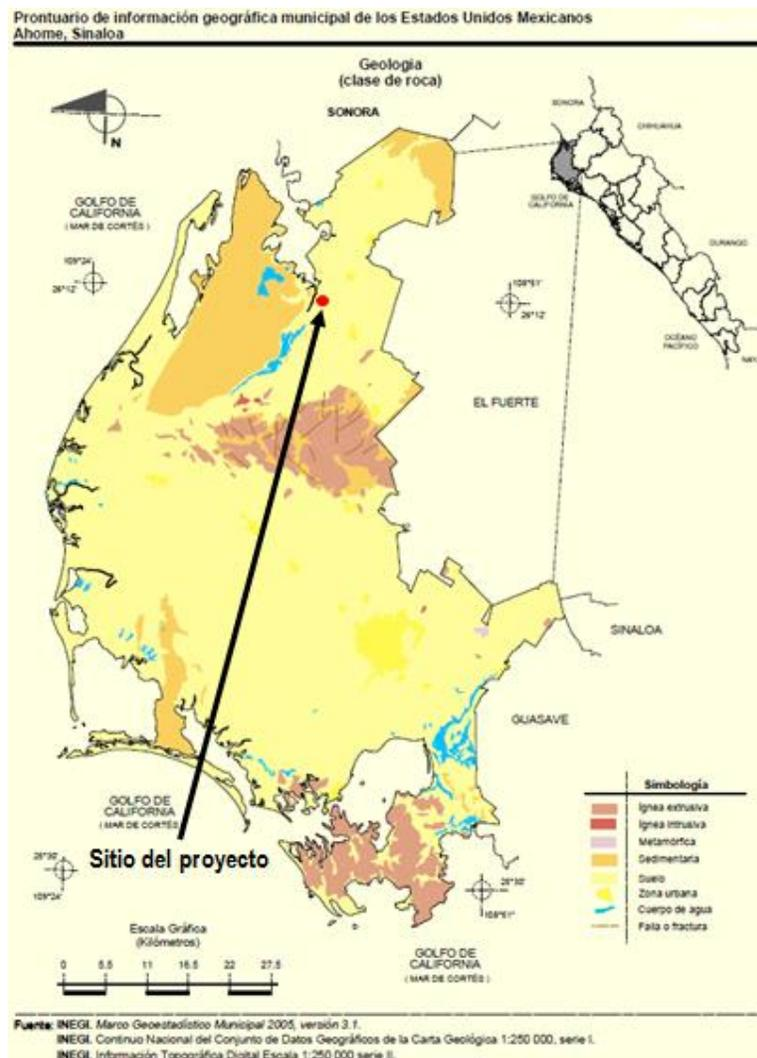 Prontuario de información geográfica municipal de los Estados Unidos Mexicanos
Ahome, Sinaloa
Geología
(clase de roca)
SONORA
N
SONORA
CHIHUAHUA
GOLFO DE
CALIFORNIA
DURANGO
OCÉANO
PACÍFICO
GOLFO DE
CALIFORNIA
( MAR DE CORTÉS )
109°24'
26°12'
108°51'
26°12'
EL FUERTE
SINALOA
GUASAVE
GOLFO DE
CALIFORNIA
( MAR DE CORTÉS
Sitio del proyecto
25°30'
109°24'
25°30'
108°51'
GOLFO DE
CALIFORNIA
( MAR DE CORTÉS )
Simbología
Ígnea extrusiva
Ígnea intrusiva
Metamórfica
Sedimentaria
Suelo
Zona urbana
Cuerpo de agua
Falla o fractura
Escala Gráfica
(Kilómetros)
0 5.5 11 16.5 22 27.5
Fuente: INEGI. Marco Geoestadístico Municipal 2005, versión 3.1.
INEGI. Continuo Nacional del Conjunto de Datos Geográficos de la Carta Geológica 1:250 000, serie I.
INEGI. Información Topográfica Digital Escala 1:250 000 serie II.